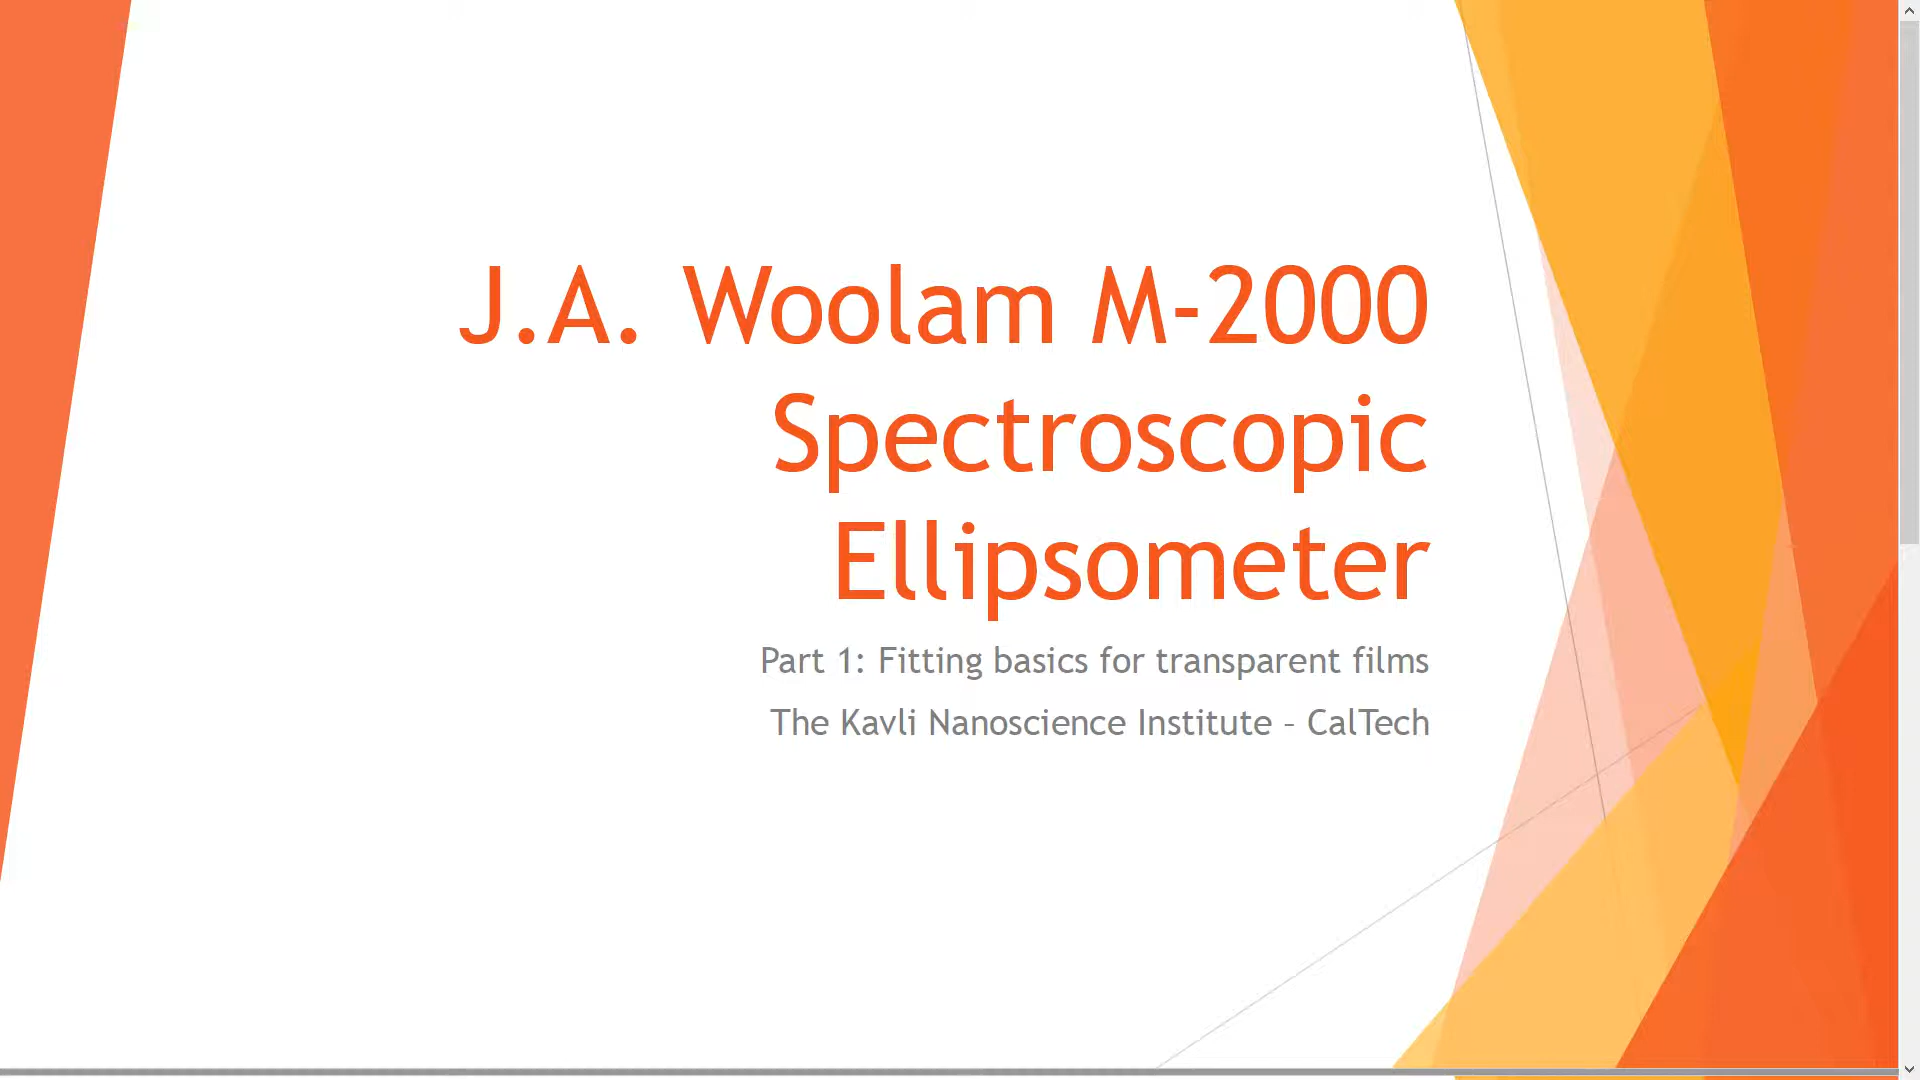 J.A. Woolam M-2000
Spectroscopic
Ellipsometer
Part 1: Fitting basics for transparent films
The Kavli Nanoscience Institute – CalTech